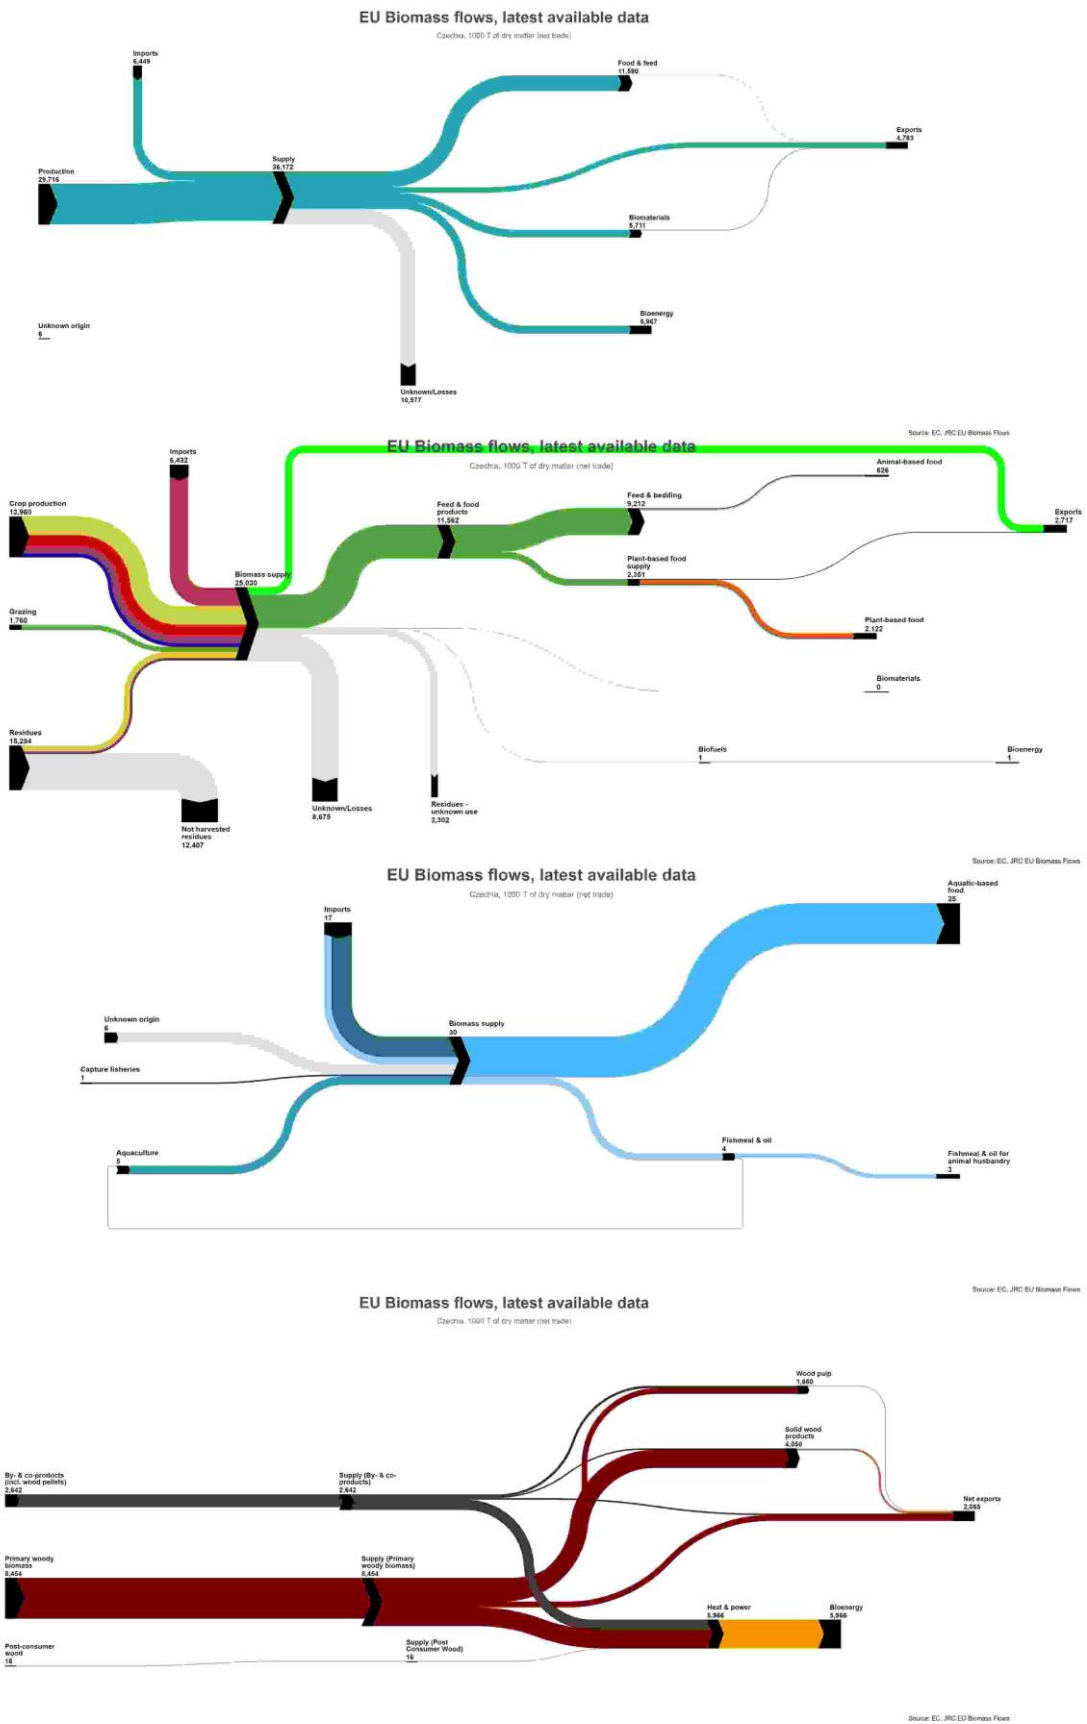 EU Biomass flows, latest available data
Czechia, 1000 T of dry matter (net trade)
Imports
6,449
Food & feed
11,590
Exports
4,783
Supply
36,172
Production
29,716
Biomaterials
5,711
Bioenergy
6,967
Unknown origin
6
Unknown/Losses
10,977
Source: EC, JRC EU Biomass Flows
EU Biomass flows, latest available data
Czechia, 1000 T of dry matter (net trade)
Imports
6,432
Animal-based food
626
Crop production
13,960
Feed & food
products
11,562
Feed & bedding
9,212
Exports
2,717
Plant-based food
supply
2,351
Biomass supply
25,030
Grazing
1,760
Plant-based food
2,122
Biomaterials
0
Residues
15,284
Biofuels
1
Bioenergy
1
Unknown/Losses
8,675
Residues -
unknown use
2,302
Not harvested
residues
12,407
Source: EC, JRC EU Biomass Flows
EU Biomass flows, latest available data
Czechia, 1000 T of dry matter (net trade)
Aquatic-based
food
25
Imports
17
Unknown origin
6
Biomass supply
30
Capture fisheries
1
Aquaculture
5
Fishmeal & oil
4
Fishmeal & oil for
animal husbandry
3
Source: EC, JRC EU Biomass Flows
EU Biomass flows, latest available data
Czechia, 1000 T of dry matter (net trade)
Wood pulp
1,660
Solid wood
products
4,050
By- & co-products
(incl. wood pellets)
2,642
Supply (By- & co-
products)
2,642
Net exports
2,065
Primary woody
biomass
8,454
Supply (Primary
woody biomass)
8,454
Heat & power
5,966
Bioenergy
5,966
Post-consumer
wood
16
Supply (Post
Consumer Wood)
16
Source: EC, JRC EU Biomass Flows